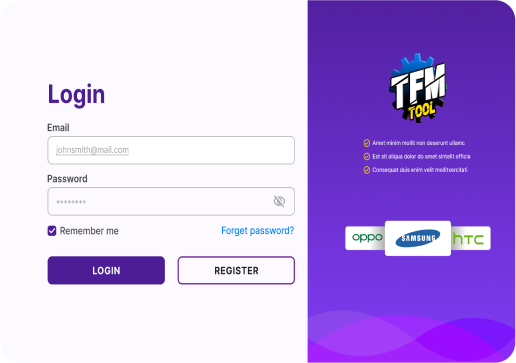 Login
Email
johnsmith@mail.com
Password
********
Remember me
Forget password?
LOGIN
REGISTER
TFM
TOOL
Amet minim mollit non deserunt ullamc
Est sit aliqua dolor do amet sintelit officia
Consequat duis enim velit mollitexercitati
oppo
SAMSUNG
hTC